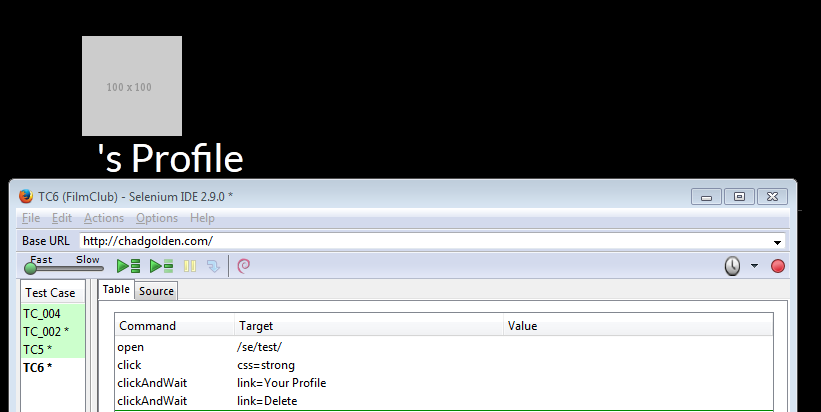 100 x 100
's Profile
TC6 (FilmClub) - Selenium IDE 2.9.0 *
File Edit Actions Options Help
Base URL http://chadgolden.com/
Fast Slow
Test Case Table Source
TC_004
Command Target Value
TC_002 *
open /se/test/
TC5 *
click css=strong
TC6 *
clickAndWait link=Your Profile
clickAndWait link=Delete